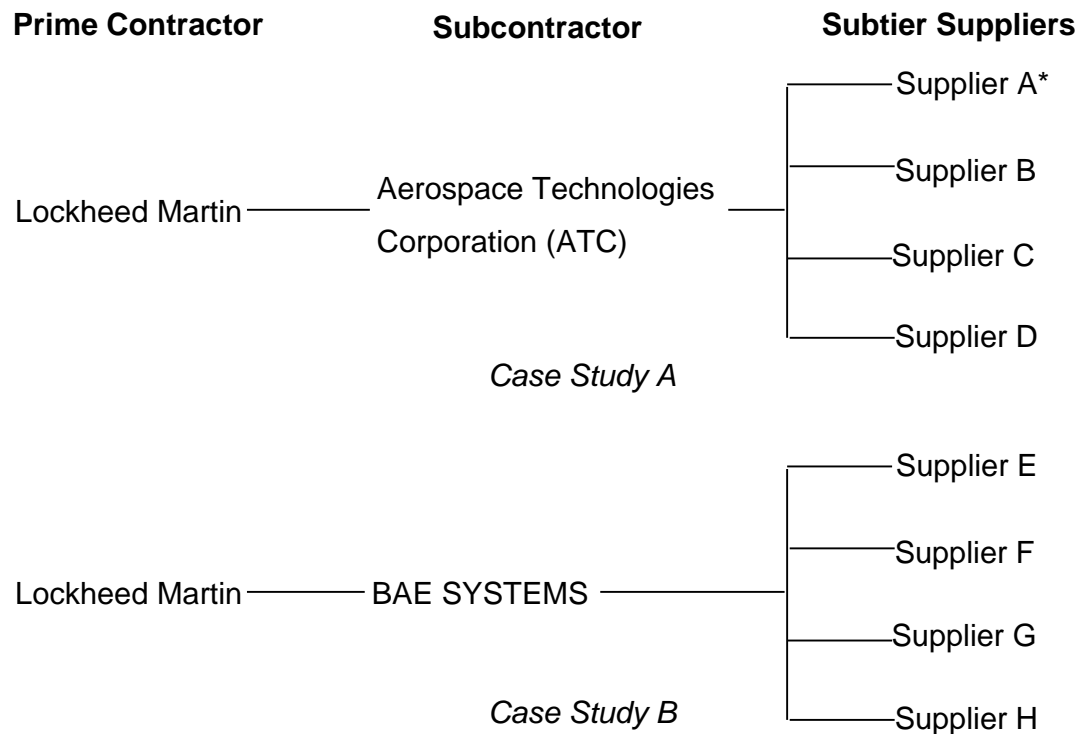 Prime Contractor
Subcontractor
Subtier Suppliers
Supplier A*
Supplier B
Lockheed Martin
Aerospace Technologies
Corporation (ATC)
Supplier C
Supplier D
Case Study A
Supplier E
Supplier F
Lockheed Martin
BAE SYSTEMS
Supplier G
Supplier H
Case Study B